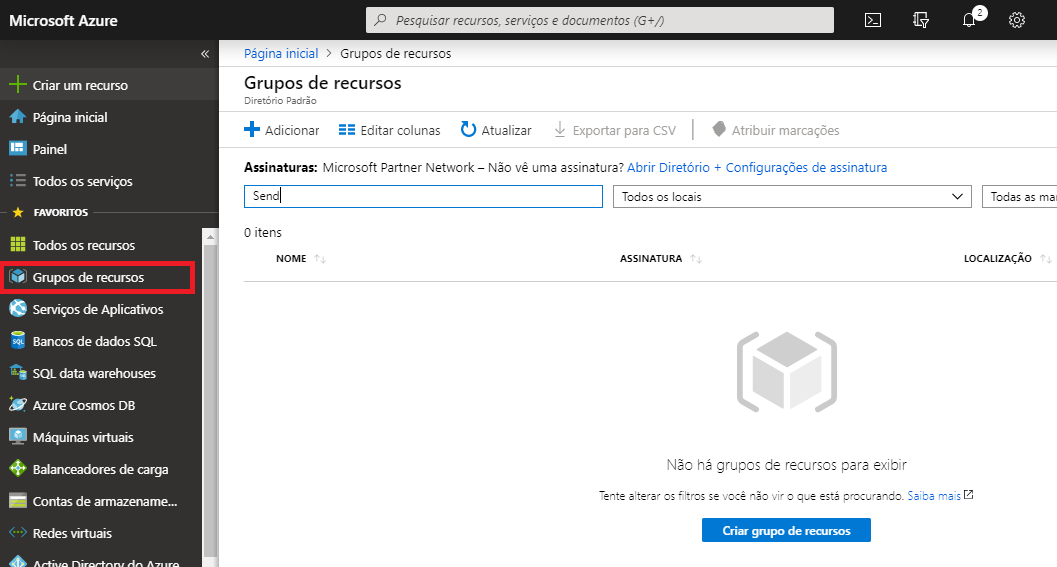 Microsoft Azure
Pesquisar recursos, serviços e documentos (G+/)
2
«
Criar um recurso
Página inicial
Painel
Todos os serviços
FAVORITOS
Todos os recursos
Grupos de recursos
Serviços de Aplicativos
Bancos de dados SQL
SQL data warehouses
Azure Cosmos DB
Máquinas virtuais
Balanceadores de carga
Contas de armazename...
Redes virtuais
Active Directory do Azure
Página inicial > Grupos de recursos
Grupos de recursos
Diretório Padrão
Adicionar Editar colunas Atualizar Exportar para CSV Atribuir marcações
Assinaturas: Microsoft Partner Network – Não vê uma assinatura? Abrir Diretório + Configurações de assinatura
Send Todos os locais Todas as mar
0 itens
NOME ASSINATURA LOCALIZAÇÃO
Não há grupos de recursos para exibir
Tente alterar os filtros se você não vir o que está procurando. Saiba mais
Criar grupo de recursos